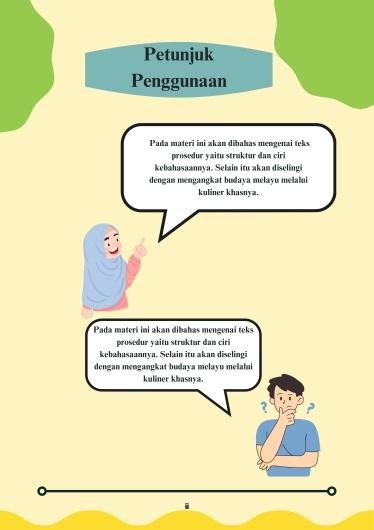 Petunjuk
Penggunaan
Pada materi ini akan dibahas mengenai teks
prosedur yaitu struktur dan ciri
kebahasaannya. Selain itu akan diselingi
dengan mengangkat budaya melayu melalui
kuliner khasnya.
Pada materi ini akan dibahas mengenai teks
prosedur yaitu struktur dan ciri
kebahasaannya. Selain itu akan diselingi
dengan mengangkat budaya melayu melalui
kuliner khasnya.
? ?